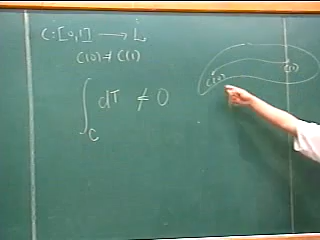 C:[0,1] → L
C(0) ≠ C(1)
∫_C dT ≠ 0
C(0)
C(1)